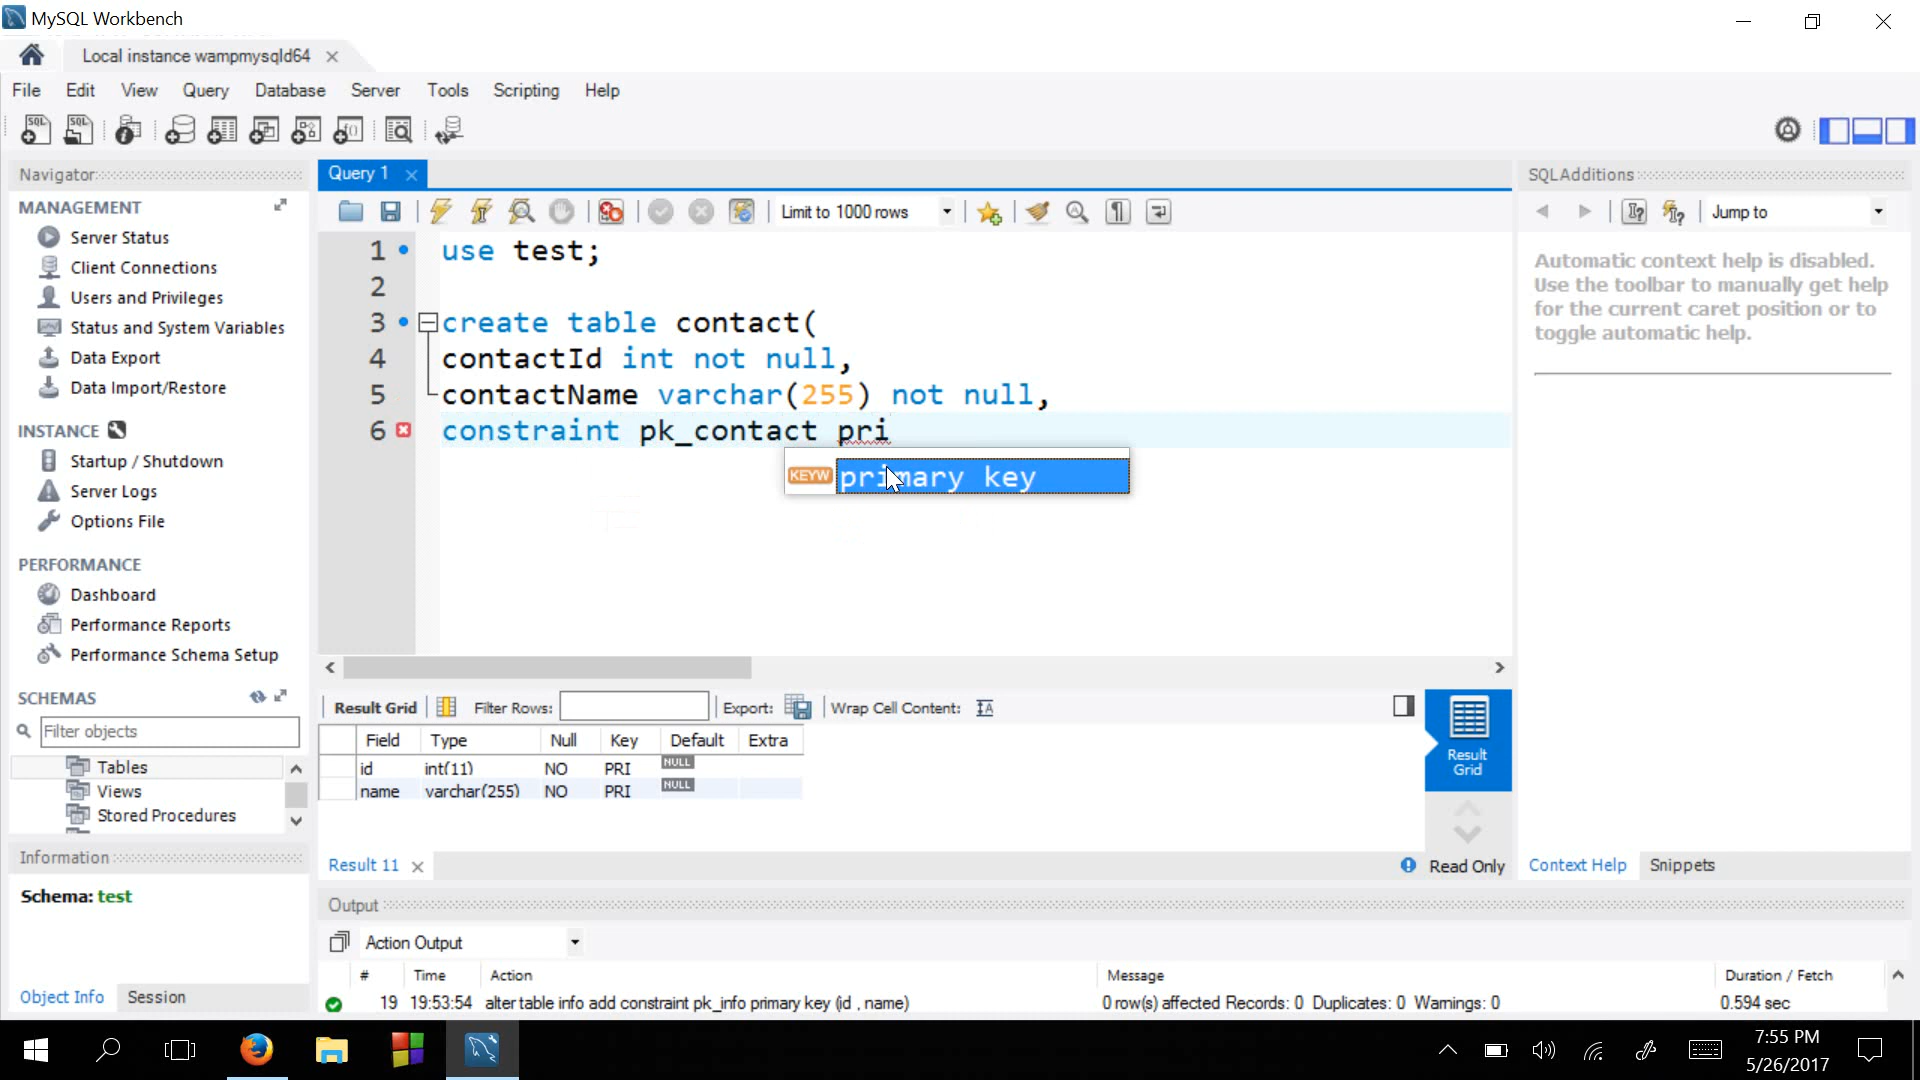 MySQL Workbench
Local instance wampmysqld64
File Edit View Query Database Server Tools Scripting Help
Navigator
MANAGEMENT
Server Status
Client Connections
Users and Privileges
Status and System Variables
Data Export
Data Import/Restore
INSTANCE
Startup / Shutdown
Server Logs
Options File
PERFORMANCE
Dashboard
Performance Reports
Performance Schema Setup
SCHEMAS
Filter objects
Tables
Views
Stored Procedures
Information
Schema: test
Object Info Session
Query 1
Limit to 1000 rows
1 use test;
2
3 create table contact(
4 contactId int not null,
5 contactName varchar(255) not null,
6 constraint pk_contact pri
KEYW primary key
Result Grid Filter Rows: Export: Wrap Cell Content:
Field Type Null Key Default Extra
id int(11) NO PRI NULL
name varchar(255) NO PRI NULL
Result Grid
Result 11
Read Only
Output
Action Output
# Time Action Message Duration / Fetch
19 19:53:54 alter table info add constraint pk_info primary key (id , name) 0 row(s) affected Records: 0 Duplicates: 0 Warnings: 0 0.594 sec
SQLAdditions
Jump to
Automatic context help is disabled.
Use the toolbar to manually get help
for the current caret position or to
toggle automatic help.
Context Help Snippets
7:55 PM
5/26/2017